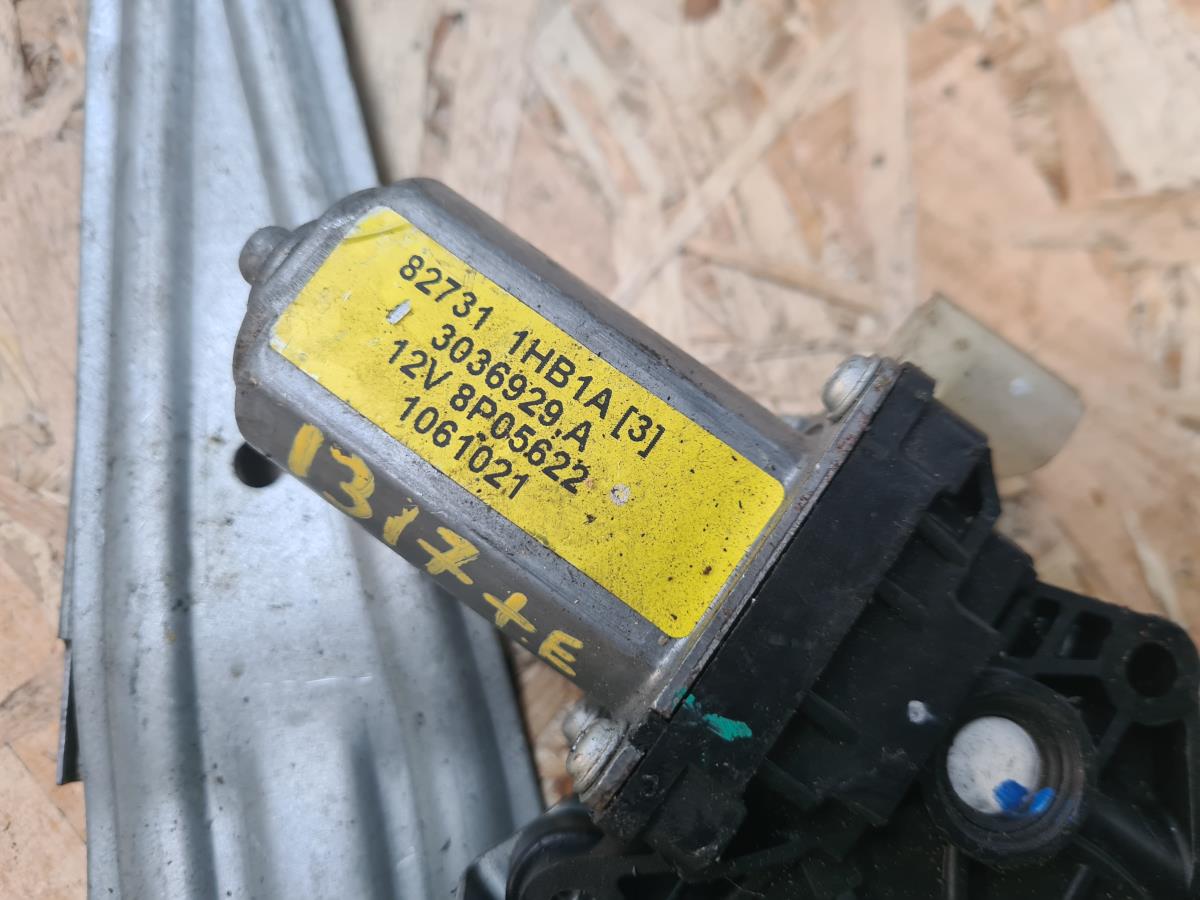 82731 1HB1A [3]
3036929.A
12V 8P05622
1061021
1317+E